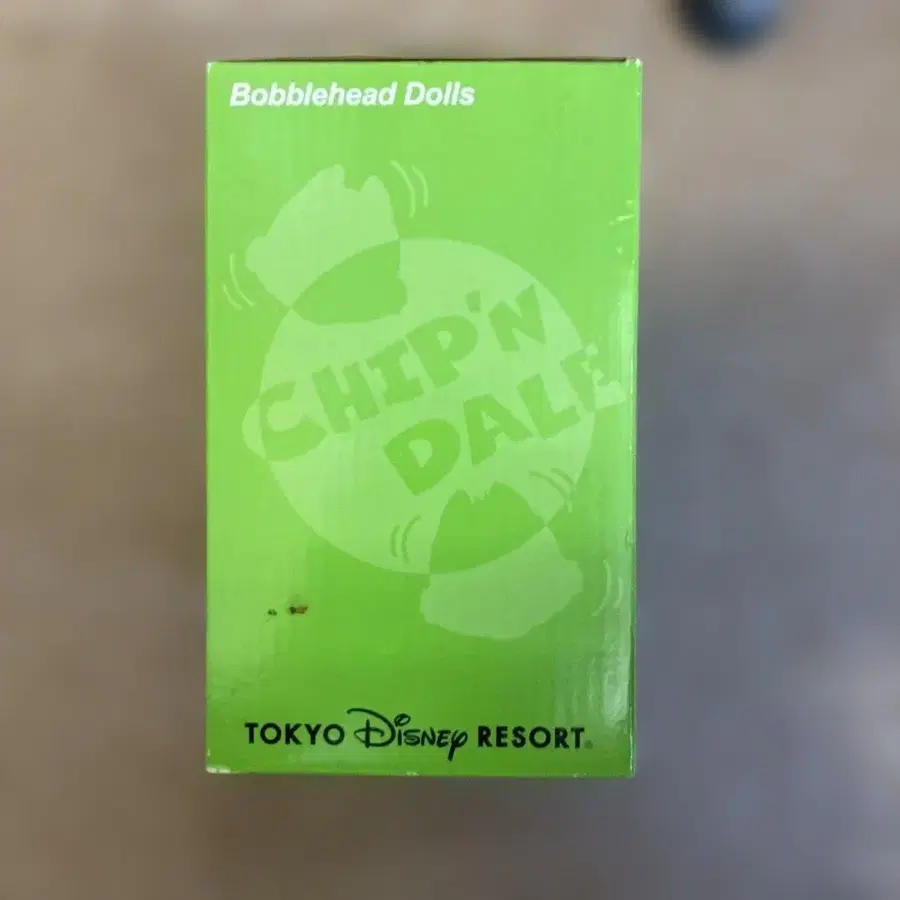 Bobblehead Dolls
CHIP'N
DALE
TOKYO Disney RESORT®